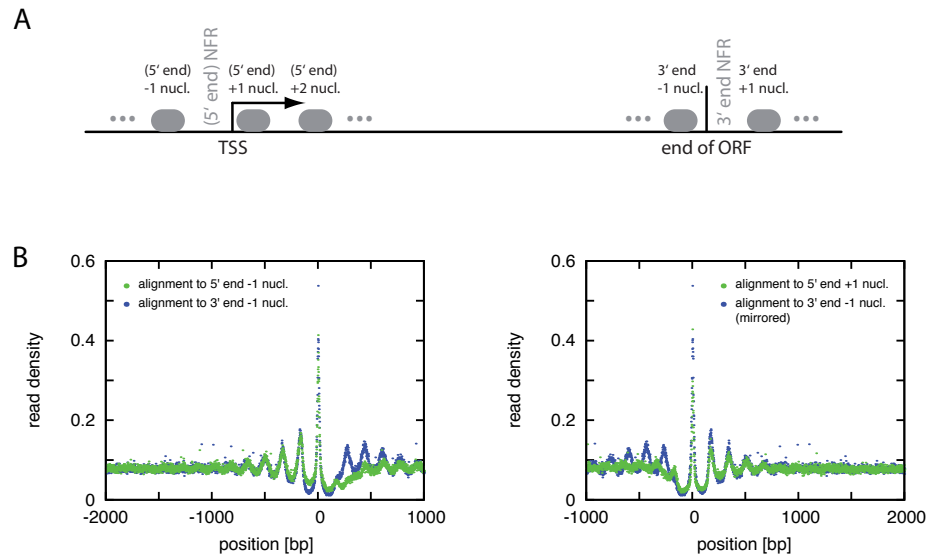 A
(5' end) NFR
3' end NFR
(5' end) (5' end) (5' end)
-1 nucl. +1 nucl. +2 nucl.
3' end 3' end
-1 nucl. +1 nucl.
TSS
end of ORF
B
0.6
0.4
0.2
0
read density
alignment to 5' end -1 nucl.
alignment to 3' end -1 nucl.
-2000 -1000 0 1000
position [bp]
0.6
0.4
0.2
0
read density
alignment to 5' end +1 nucl.
alignment to 3' end -1 nucl.
(mirrored)
-1000 0 1000 2000
position [bp]